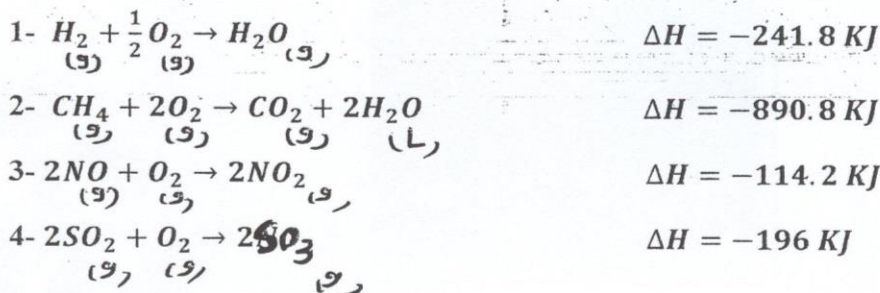 1- H₂ + 1/2 O₂ → H₂O ΔH = −241.8 KJ
(g) (g) (g)
2- CH₄ + 2O₂ → CO₂ + 2H₂O ΔH = −890.8 KJ
(g) (g) (g) (L)
3- 2NO + O₂ → 2NO₂ ΔH = −114.2 KJ
(g) (g) (g)
4- 2SO₂ + O₂ → 2SO₃ ΔH = −196 KJ
(g) (g) (g)